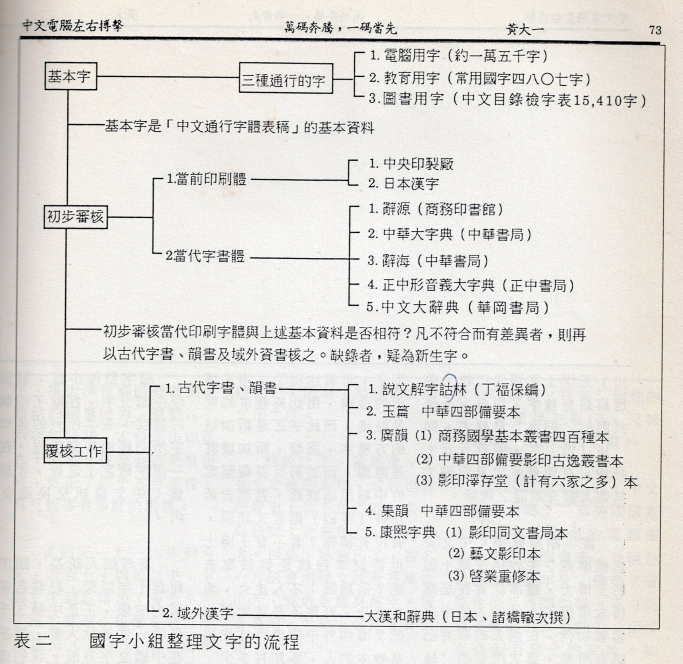 中文電腦左右搏擊 萬碼奔騰，一碼當先 黃大一 73
基本字 三種通行的字
1. 電腦用字（約一萬五千字）
2. 教育用字（常用國字四八〇七字）
3. 圖書用字（中文目錄檢字表15,410字）
基本字是「中文通行字體表稿」的基本資料
初步審核
1.當前印刷體
1. 中央印製廠
2. 日本漢字
2.當代字書體
1. 辭源（商務印書館）
2. 中華大字典（中華書局）
3. 辭海（中華書局）
4. 正中形音義大字典（正中書局）
5. 中文大辭典（華岡書局）
初步審核當代印刷字體與上述基本資料是否相符？凡不符合而有差異者，則再
以古代字書、韻書及域外資書核之。缺錄者，疑為新生字。
覆核工作
1. 古代字書、韻書
1. 說文解字詁林（丁福保編）
2. 玉篇 中華四部備要本
3. 廣韻 (1) 商務國學基本叢書四百種本
(2) 中華四部備要影印古逸叢書本
(3) 影印澤存堂（計有六家之多）本
4. 集韻 中華四部備要本
5. 康熙字典 (1) 影印同文書局本
(2) 藝文影印本
(3) 啓業重修本
2. 域外漢字 大漢和辭典（日本、諸橋轍次撰）
表二 國字小組整理文字的流程